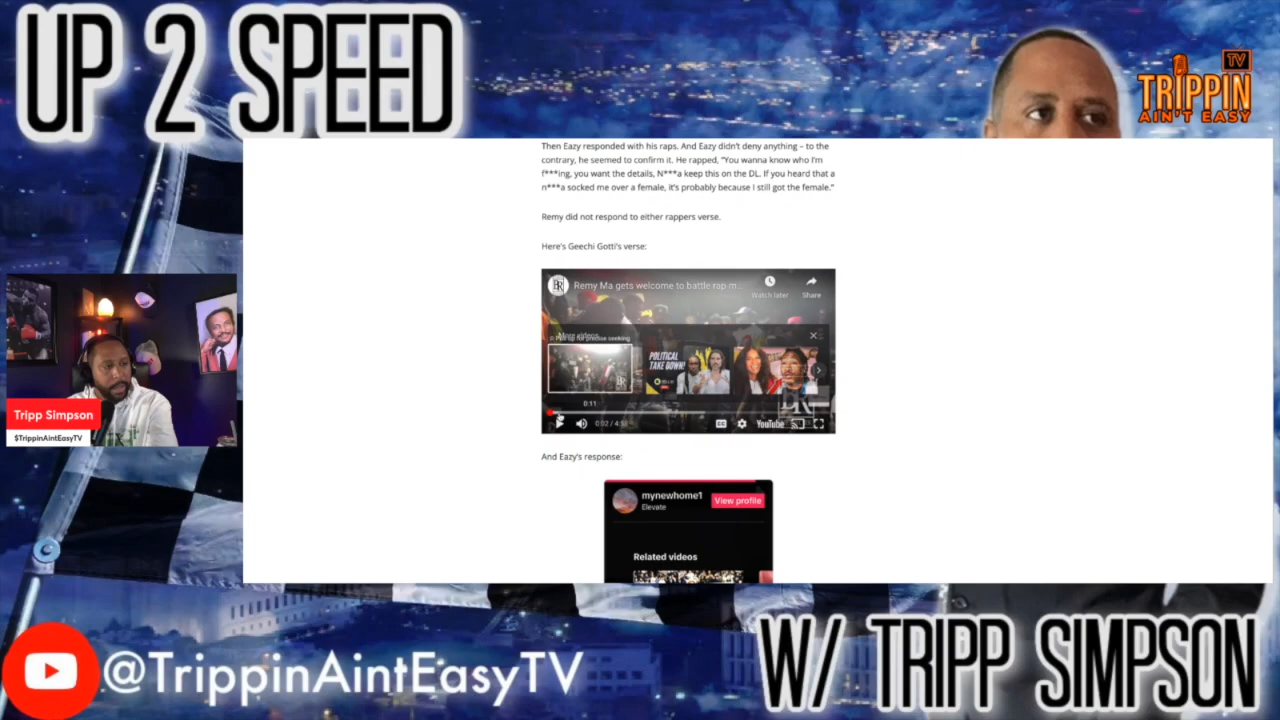 UP 2 SPEED
TV
TRIPPIN
AIN'T EASY
Then Eazy responded with his raps. And Eazy didn't deny anything – to the
contrary, he seemed to confirm it. He rapped, "You wanna know who I'm
f***ing, you want the details, N***a keep this on the DL. If you heard that a
n***a socked me over a female, it's probably because I still got the female."
Remy did not respond to either rappers verse.
Here's Geechi Gotti's verse:
Remy Ma gets welcome to battle rap m...
Watch later
Share
More videos
for precise seeking
POLITICAL
TAKE DOWN!
0:11
0:02 / 4:
CC
YouTube
And Eazy's response:
mynewhome1
Elevate
View profile
Related videos
Tripp Simpson
$TrippinAintEasyTV
@TrippinAintEasyTV
W/ TRIPP SIMPSON